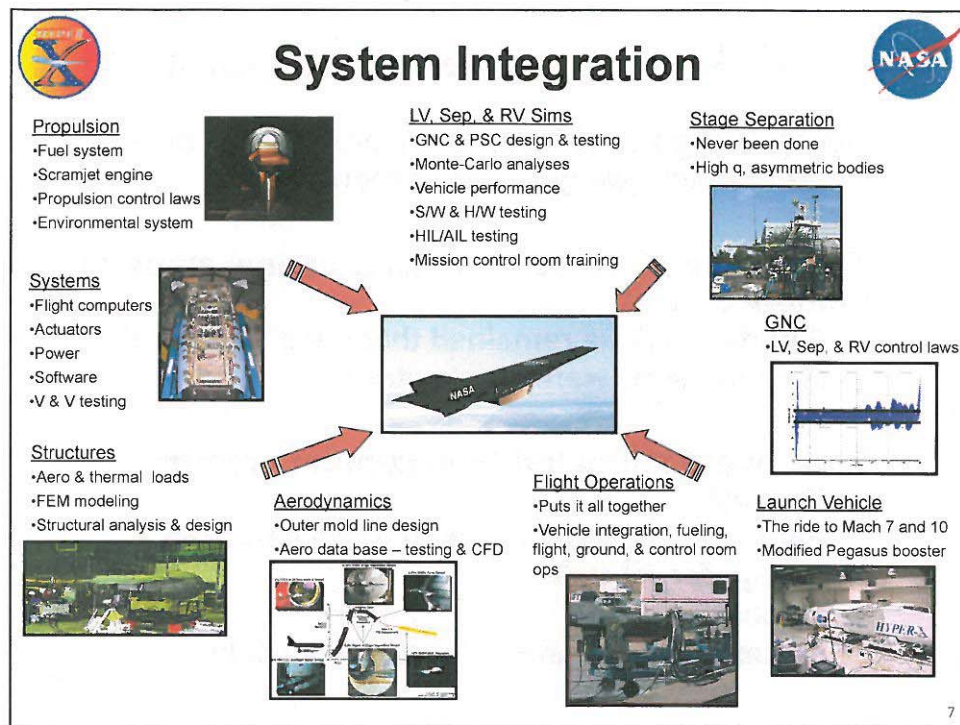 HYPER
X
System Integration
NASA
Propulsion
•Fuel system
•Scramjet engine
•Propulsion control laws
•Environmental system
LV, Sep, & RV Sims
•GNC & PSC design & testing
•Monte-Carlo analyses
•Vehicle performance
•S/W & H/W testing
•HIL/AIL testing
•Mission control room training
Stage Separation
•Never been done
•High q, asymmetric bodies
Systems
•Flight computers
•Actuators
•Power
•Software
•V & V testing
NASA
GNC
•LV, Sep, & RV control laws
Structures
•Aero & thermal loads
•FEM modeling
•Structural analysis & design
Aerodynamics
•Outer mold line design
•Aero data base – testing & CFD
Flight Operations
•Puts it all together
•Vehicle integration, fueling,
flight, ground, & control room
ops
Launch Vehicle
•The ride to Mach 7 and 10
•Modified Pegasus booster
HYPER-X
7